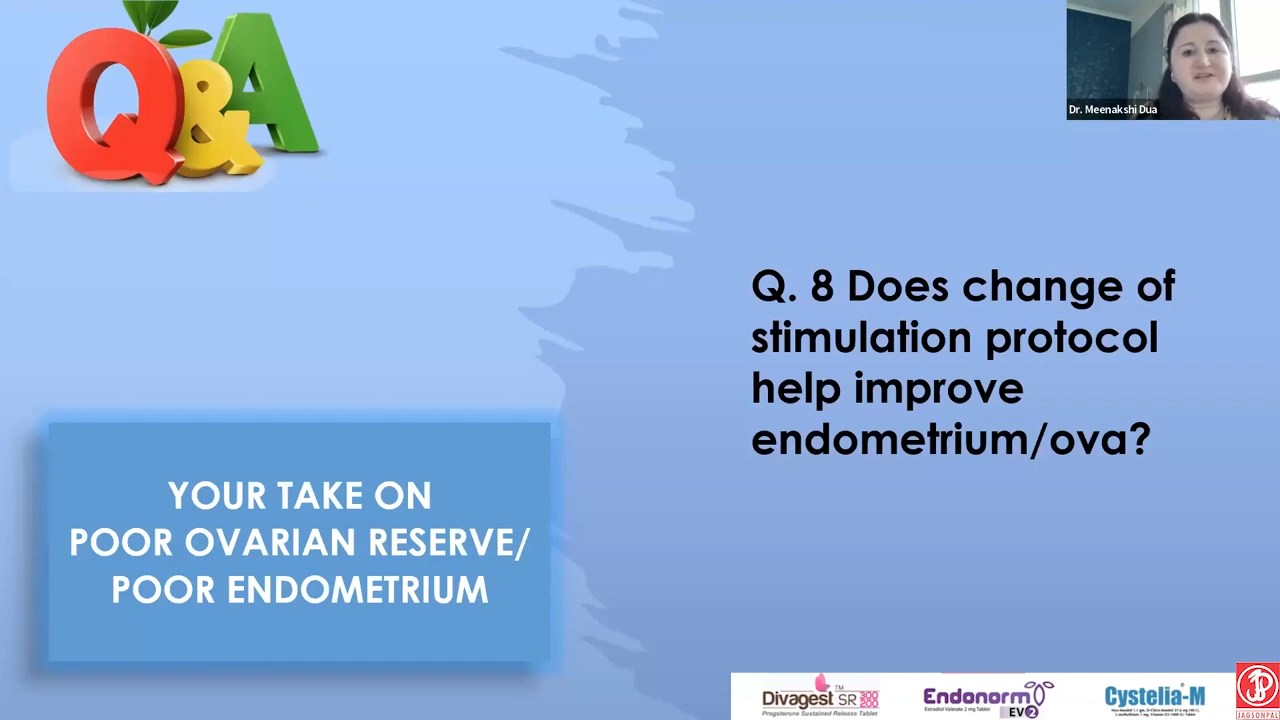 Q&A
Dr. Meenakshi Dua
Q. 8 Does change of
stimulation protocol
help improve
endometrium/ova?
YOUR TAKE ON
POOR OVARIAN RESERVE/
POOR ENDOMETRIUM
Divagest SR 300 200
TM
Progesterone Sustained Release Tablet
Endonorm
EV2
Estradiol Valerate 2 mg Tablet
Cystelia-M
JAGSONPAL